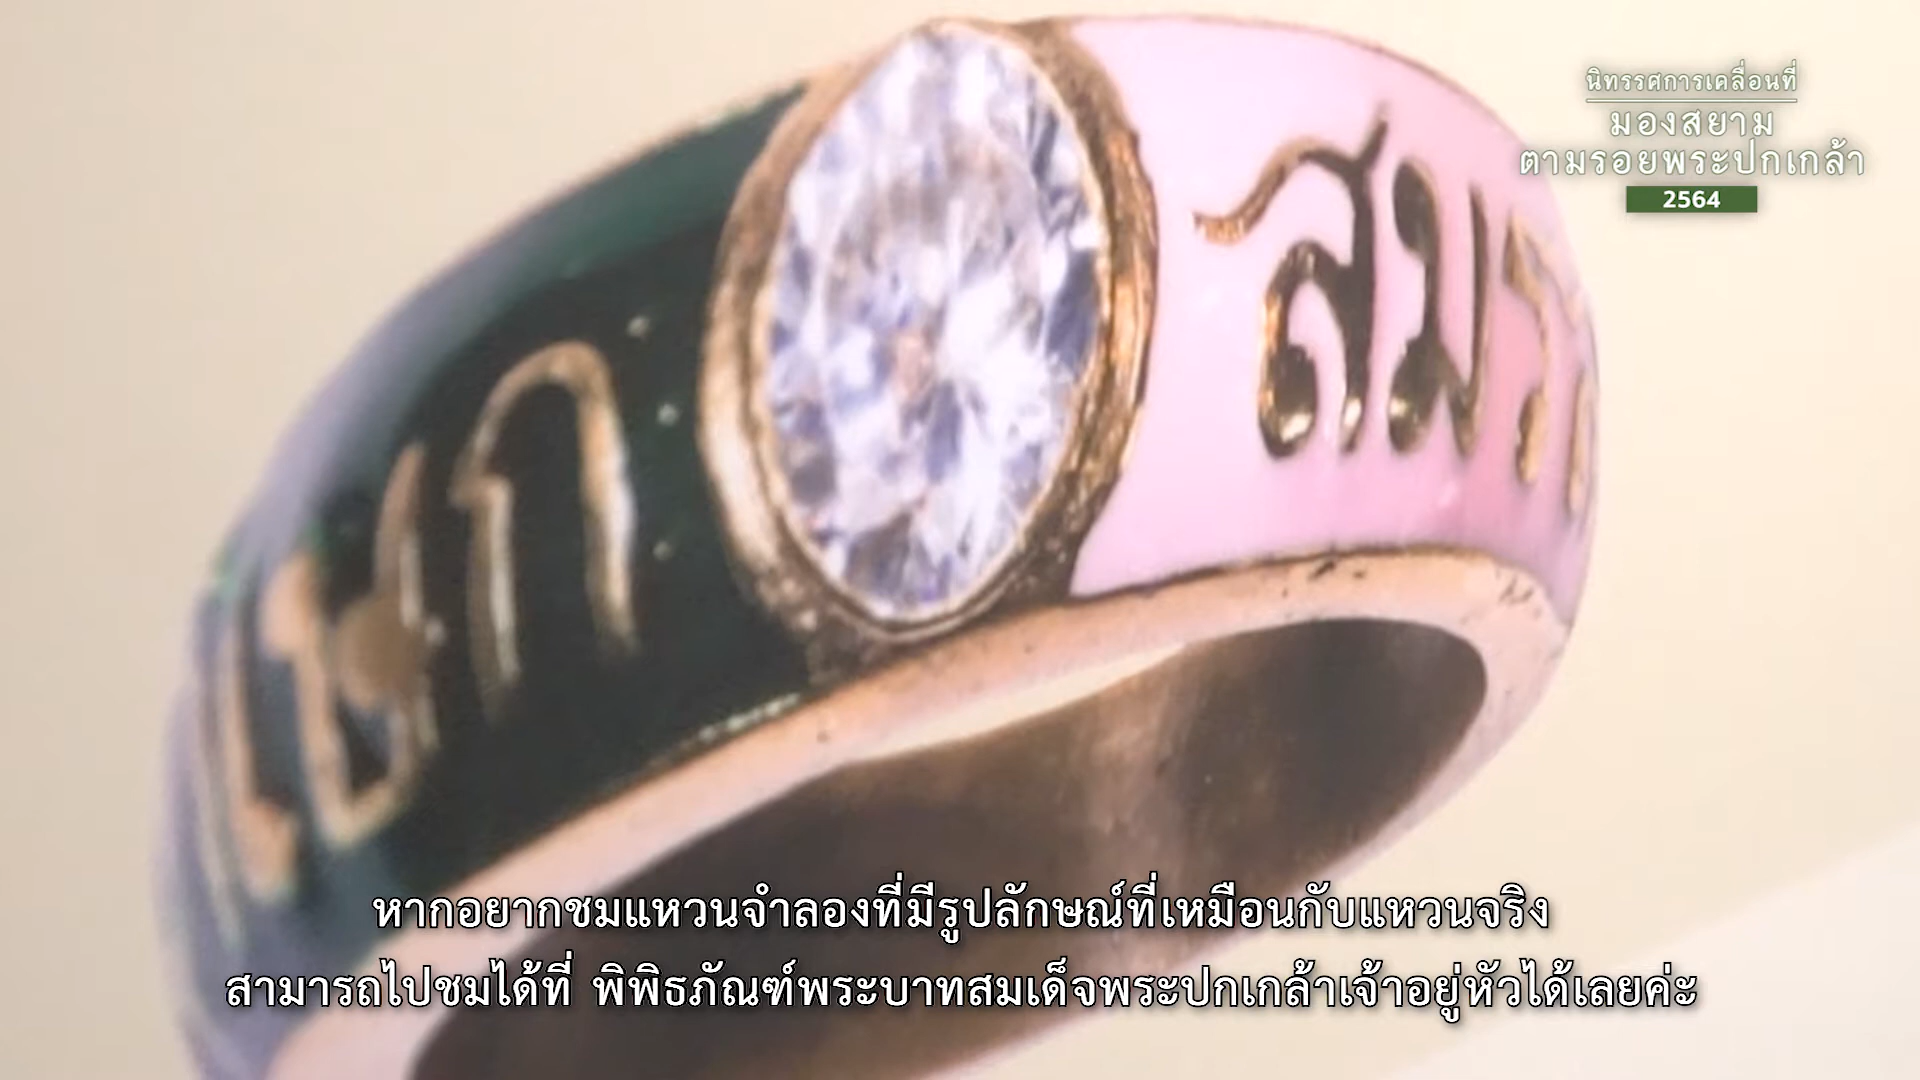 นิทรรศการเคลื่อนที่
มองสยาม
ตามรอยพระปกเกล้า
2564
หากอยากชมแหวนจำลองที่มีรูปลักษณ์ที่เหมือนกับแหวนจริง
สามารถไปชมได้ที่ พิพิธภัณฑ์พระบาทสมเด็จพระปกเกล้าเจ้าอยู่หัวได้เลยค่ะ